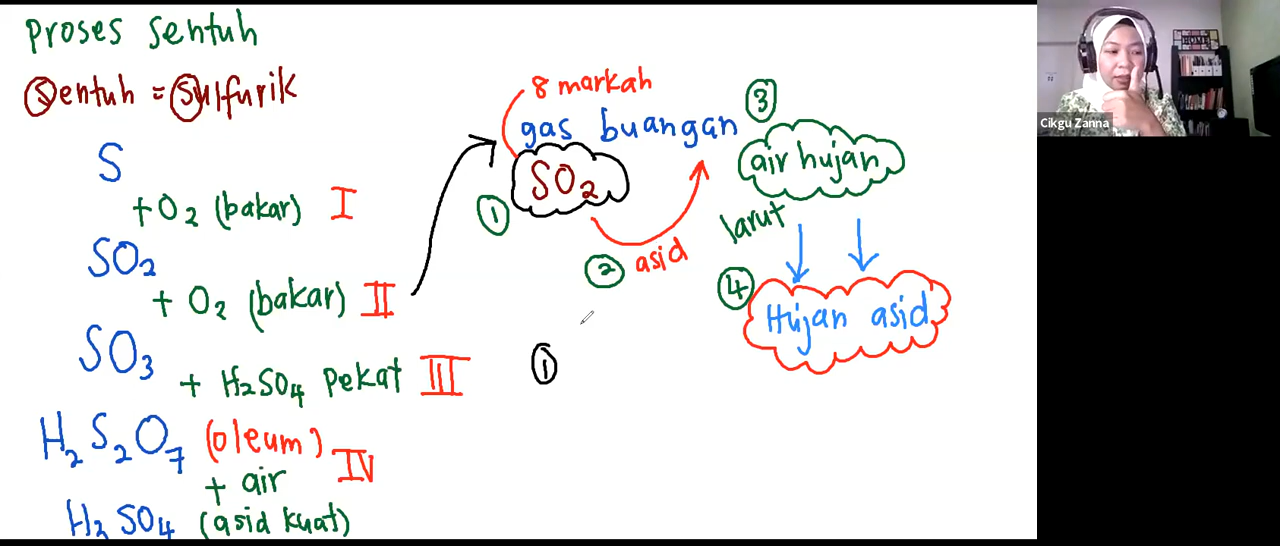 Proses Sentuh
Sentuh = Sulfurik
S
+ O₂ (bakar) I
SO₂
+ O₂ (bakar) II
SO₃
+ H₂SO₄ Pekat III
H₂S₂O₇ (oleum)
IV
+ air
H₂SO₄ (asid kuat)
8 markah
gas buangan
SO₂
①
② asid
③
air hujan
larut
④
Hujan asid
①
HOME
Cikgu Zanna